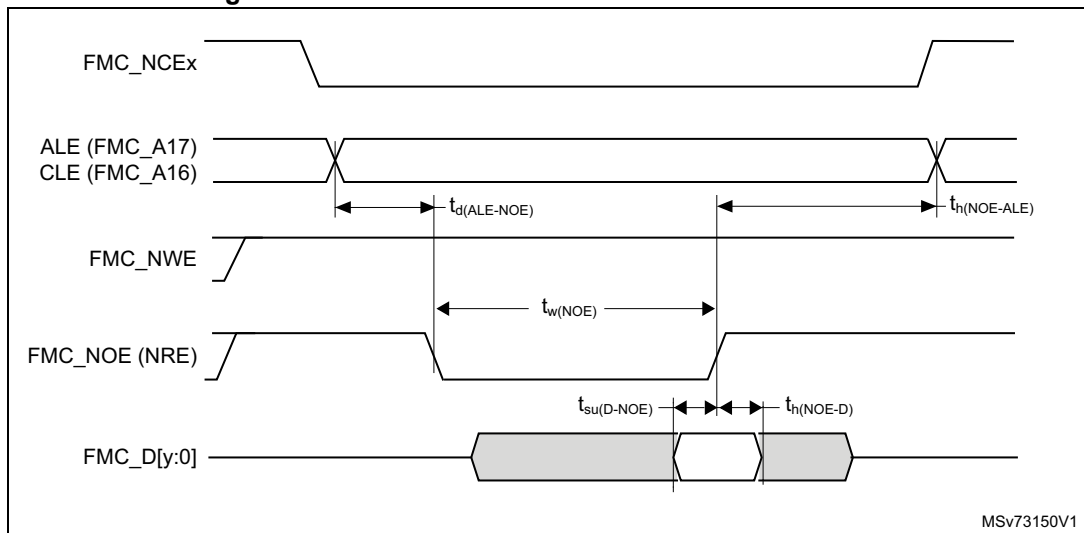 FMC_NCEx
ALE (FMC_A17)
CLE (FMC_A16)
td(ALE-NOE)
th(NOE-ALE)
FMC_NWE
tw(NOE)
FMC_NOE (NRE)
tsu(D-NOE)
th(NOE-D)
FMC_D[y:0]
MSv73150V1